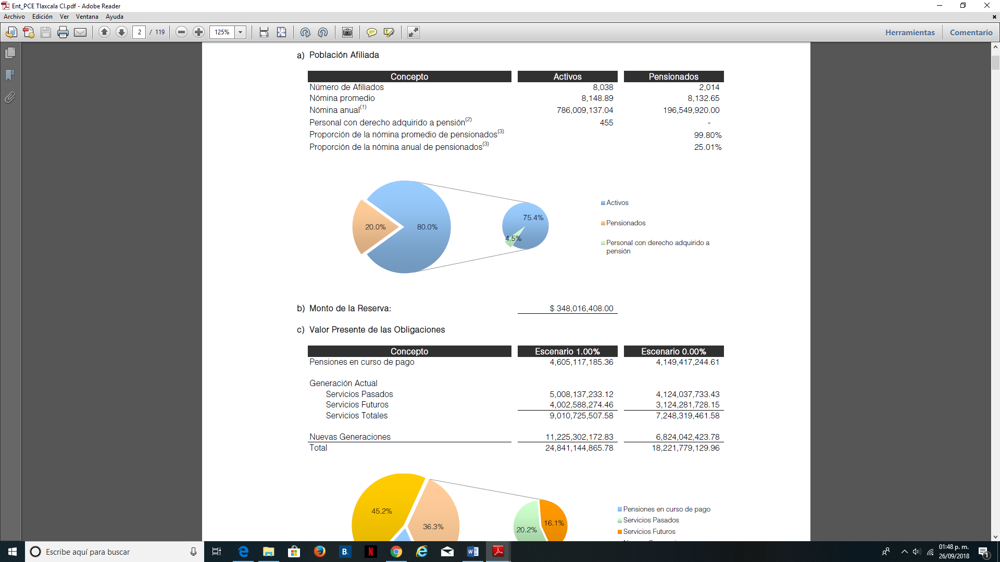 Ent_PCE Tlaxcala CI.pdf - Adobe Reader
Archivo Edición Ver Ventana Ayuda
2 / 119 125% Herramientas Comentario
a) Población Afiliada
Concepto Activos Pensionados
Número de Afiliados 8,038 2,014
Nómina promedio 8,148.89 8,132.65
Nómina anual(1) 786,009,137.04 196,549,920.00
Personal con derecho adquirido a pensión(2) 455 -
Proporción de la nómina promedio de pensionados(3) 99.80%
Proporción de la nómina anual de pensionados(3) 25.01%
20.0% 80.0% 75.4% 4.5%
Activos
Pensionados
Personal con derecho adquirido a
pensión
b) Monto de la Reserva: $ 348,016,408.00
c) Valor Presente de las Obligaciones
Concepto Escenario 1.00% Escenario 0.00%
Pensiones en curso de pago 4,605,117,185.36 4,149,417,244.61
Generación Actual
Servicios Pasados 5,008,137,233.12 4,124,037,733.43
Servicios Futuros 4,002,588,274.46 3,124,281,728.15
Servicios Totales 9,010,725,507.58 7,248,319,461.58
Nuevas Generaciones 11,225,302,172.83 6,824,042,423.78
Total 24,841,144,865.78 18,221,779,129.96
45.2% 36.3% 20.2% 16.1%
Pensiones en curso de pago
Servicios Pasados
Servicios Futuros
Escribe aquí para buscar
B.
N
01:48 p. m.
26/09/2018
1